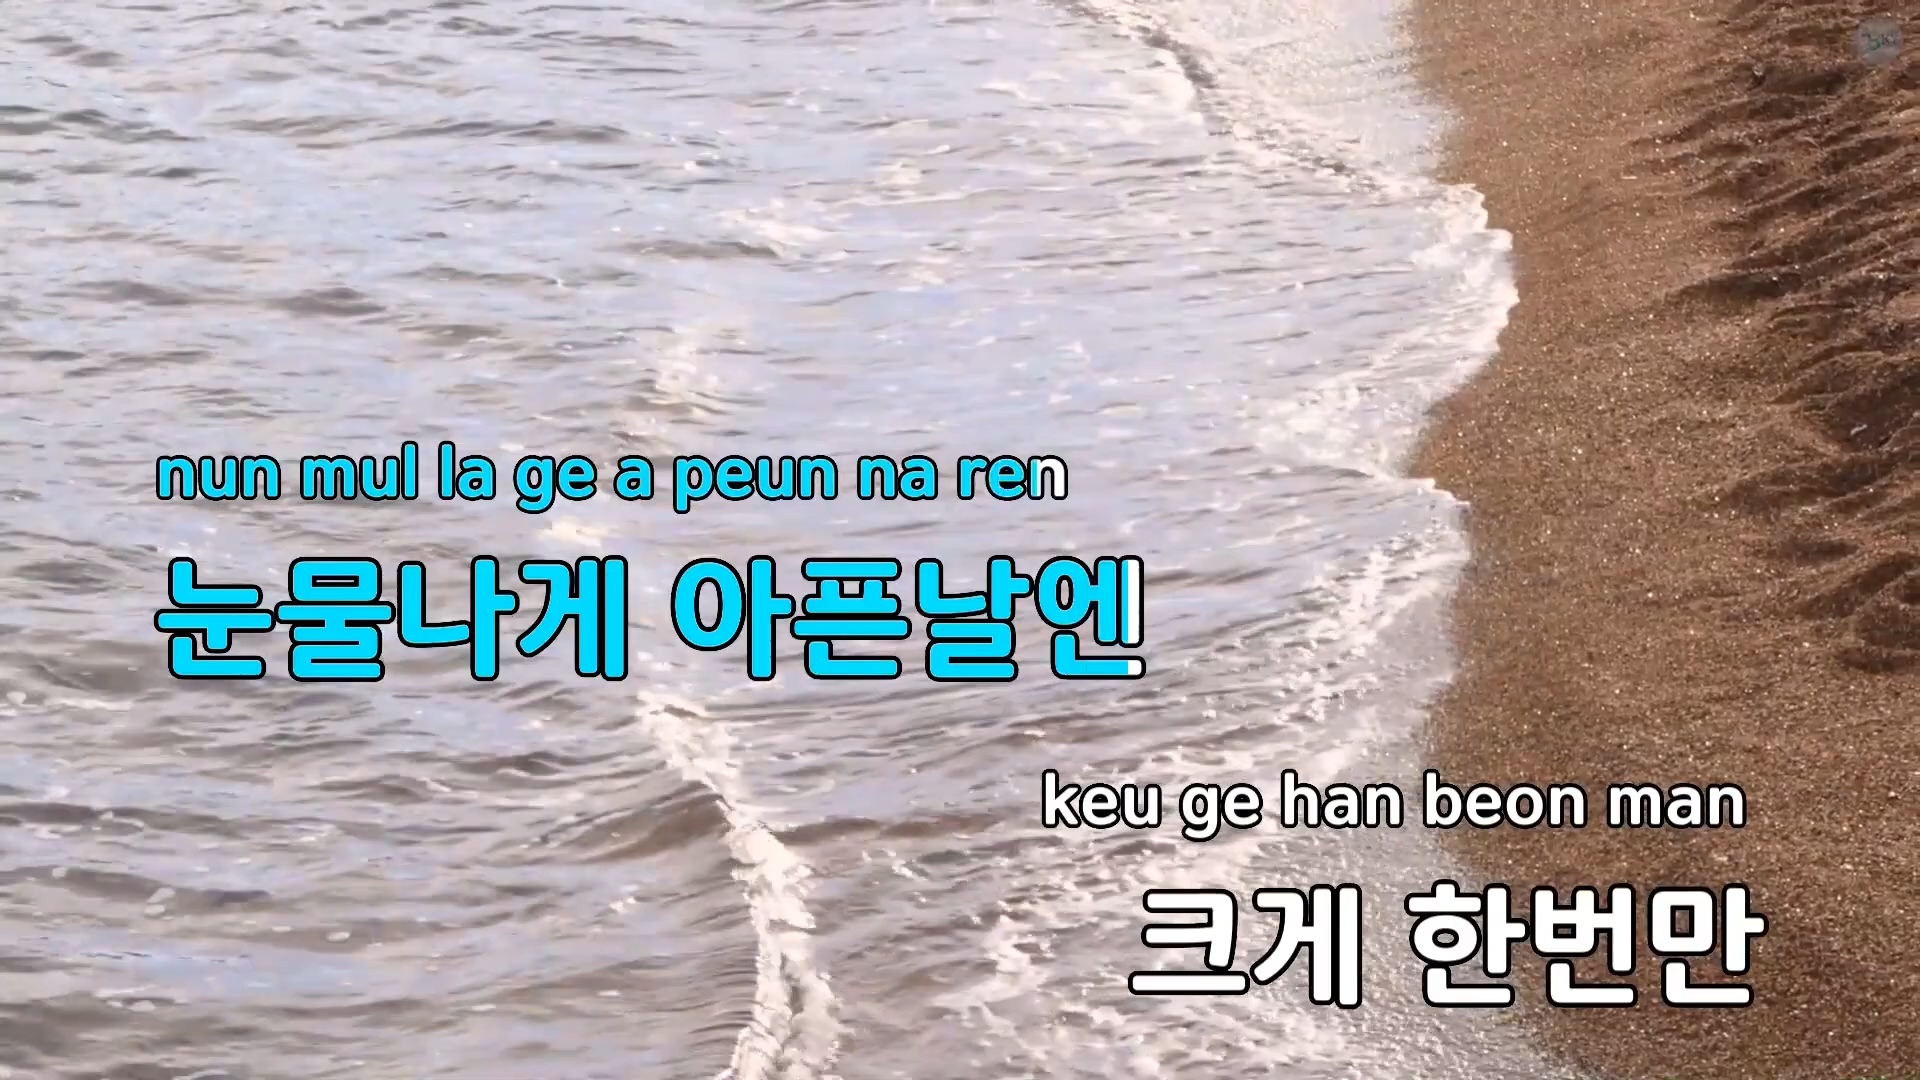 nun mul la ge a peun na ren
눈물나게 아픈날엔
keu ge han beon man
크게 한번만